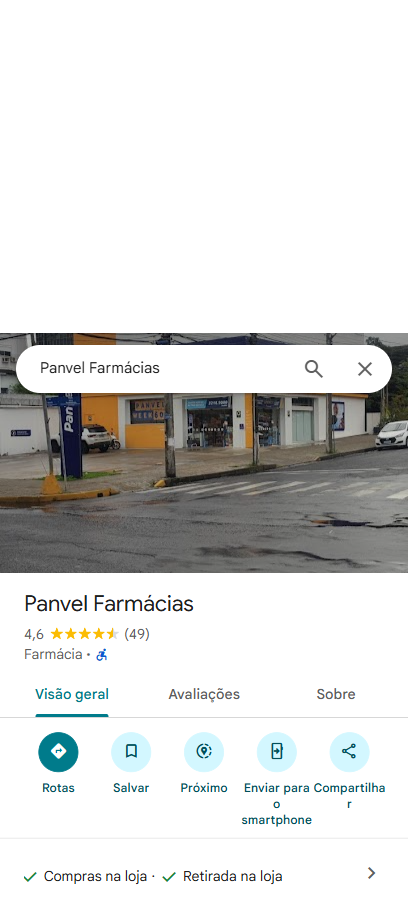 Panvel Farmácias
Pan
Panvel Farmácias
4,6 (49)
Farmácia ·
Visão geral
Avaliações
Sobre
Rotas
Salvar
Próximo
Enviar para
o
smartphone
Compartilha
r
Compras na loja · Retirada na loja